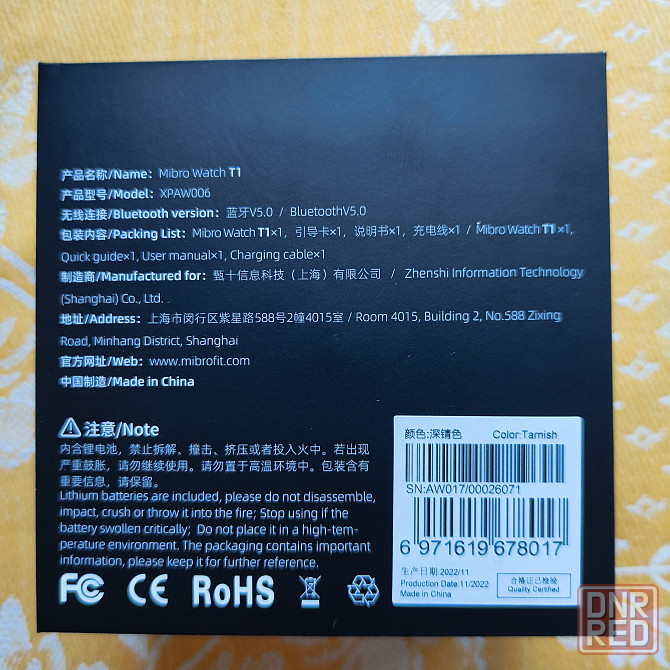 产品名称/Name: Mibro Watch T1
产品型号/Model: XPAW006
无线连接/Bluetooth version: 蓝牙V5.0 / BluetoothV5.0
包装内容/Packing List: Mibro Watch T1×1, 引导卡×1, 说明书×1, 充电线×1 / Mibro Watch T1 ×1,
Quick guide×1, User manual×1, Charging cable×1
制造商/Manufactured for: 甄十信息科技（上海）有限公司 / Zhenshi Information Technology
(Shanghai) Co., Ltd.
地址/Address: 上海市闵行区紫星路588号2幢4015室 / Room 4015, Building 2, No.588 Zixing
Road, Minhang District, Shanghai
官方网址/Web: www.mibrofit.com
中国制造/Made in China
注意/Note
内含锂电池，禁止拆解、撞击、挤压或者投入火中。若出现
严重鼓胀，请勿继续使用。请勿置于高温环境中。包装含有
重要信息，请保留。
Lithium batteries are included, please do not disassemble,
impact, crush or throw it into the fire; Stop using if the
battery swollen critically; Do not place it in a high-tem-
perature environment. The packaging contains important
information, please keep it for further reference.
FC CE RoHS
颜色:深锖色 Color:Tarnish
SN:AW017/00026071
6 971619 678017
生产日期:2022/11
Production Date:11/2022
Made in China
合格证已检验
Quality Certified
DNR
RED